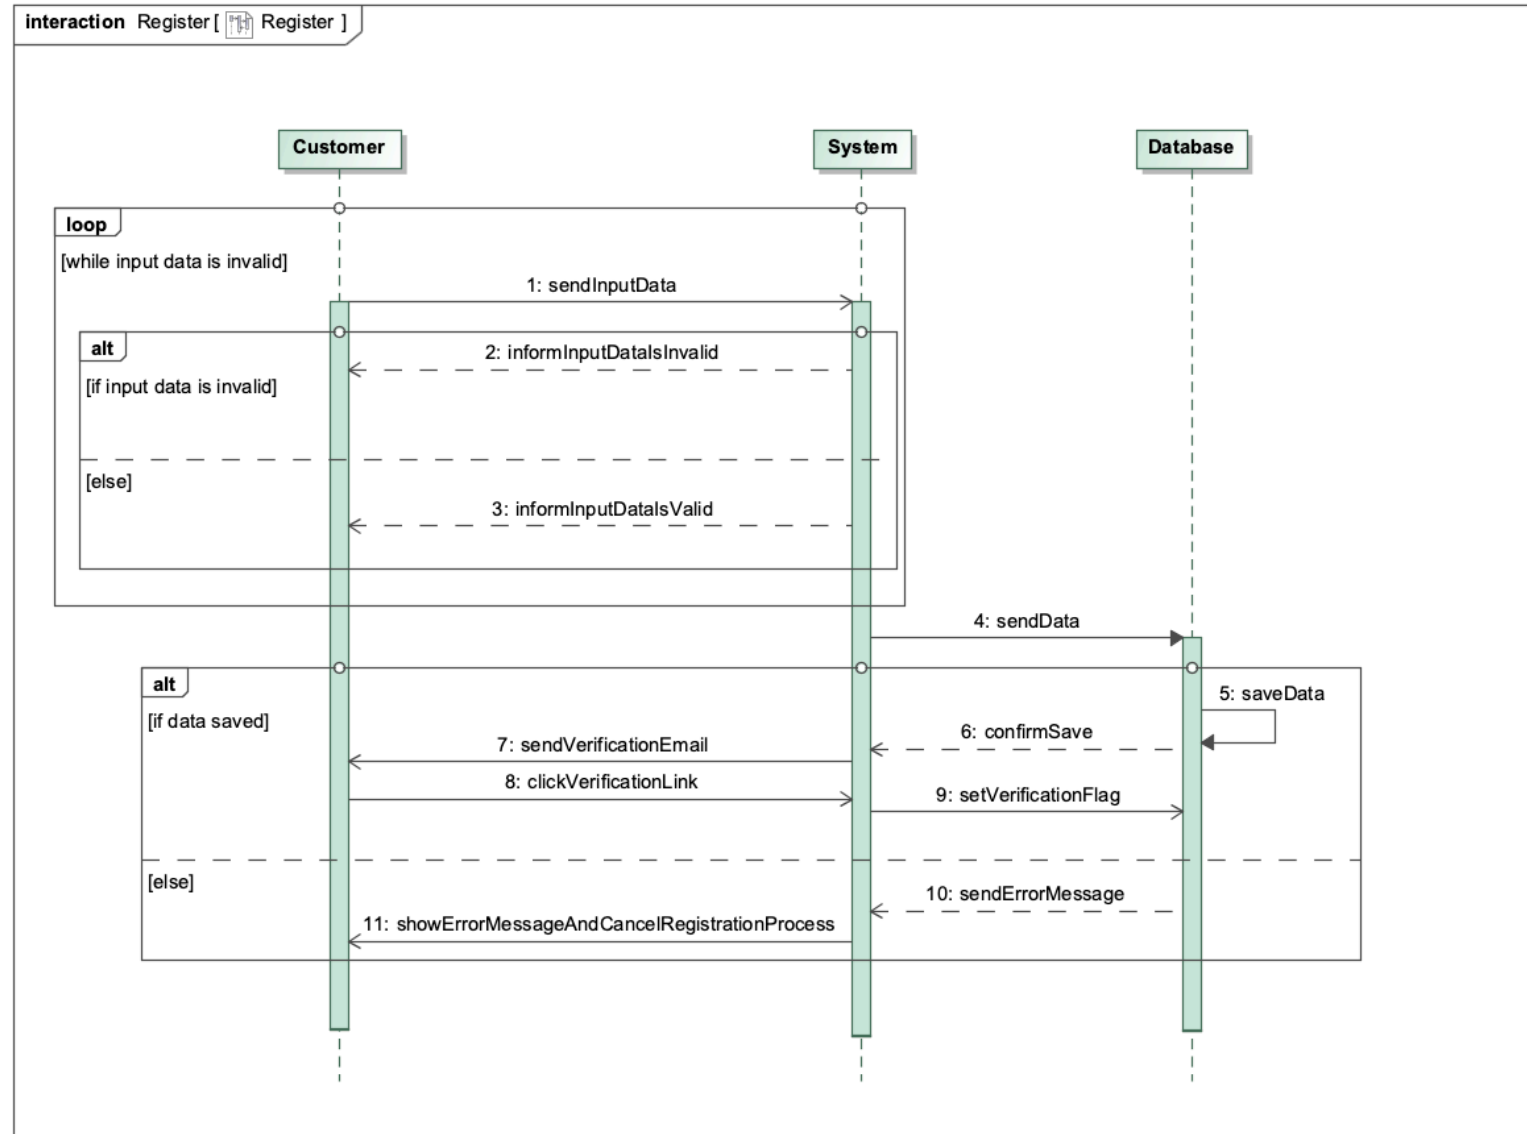 interaction Register [ Register ]
Customer
System
Database
loop
[while input data is invalid]
1: sendInputData
alt
2: informInputDataIsInvalid
[if input data is invalid]
[else]
3: informInputDataIsValid
4: sendData
alt
5: saveData
[if data saved]
6: confirmSave
7: sendVerificationEmail
8: clickVerificationLink
9: setVerificationFlag
[else]
10: sendErrorMessage
11: showErrorMessageAndCancelRegistrationProcess